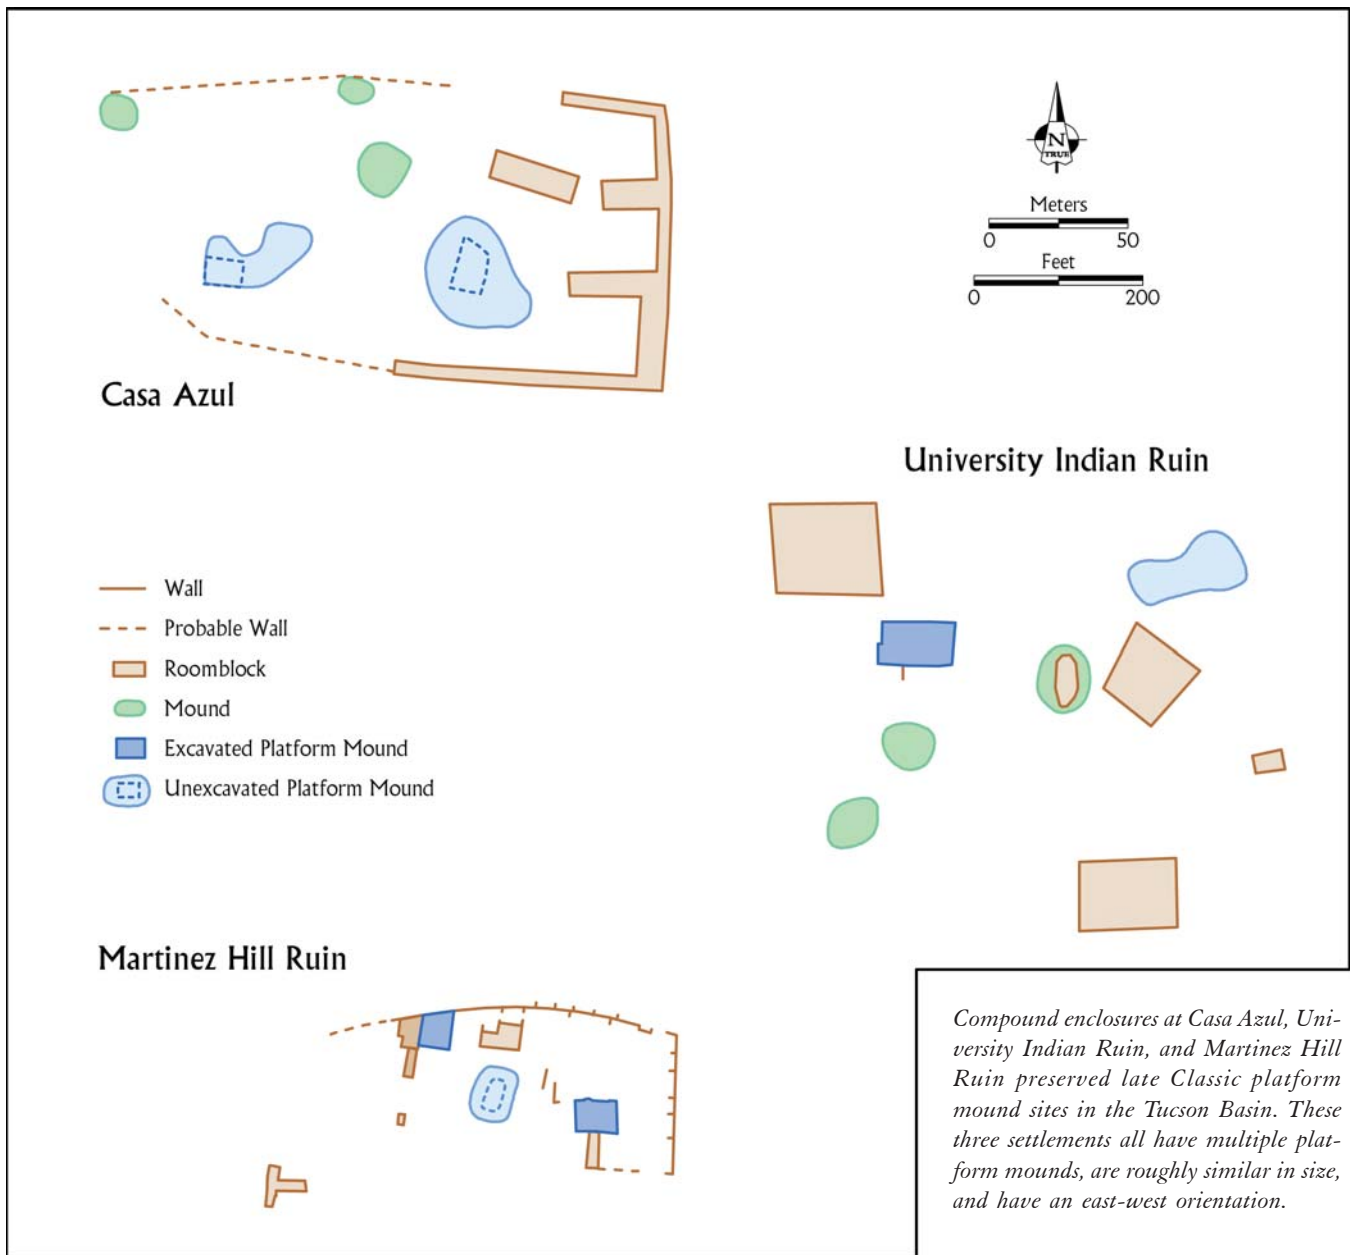 N
TRUE
Meters
0 50
Feet
0 200
Casa Azul
University Indian Ruin
Wall
Probable Wall
Roomblock
Mound
Excavated Platform Mound
Unexcavated Platform Mound
Martinez Hill Ruin
Compound enclosures at Casa Azul, Uni-
versity Indian Ruin, and Martinez Hill
Ruin preserved late Classic platform
mound sites in the Tucson Basin. These
three settlements all have multiple plat-
form mounds, are roughly similar in size,
and have an east-west orientation.